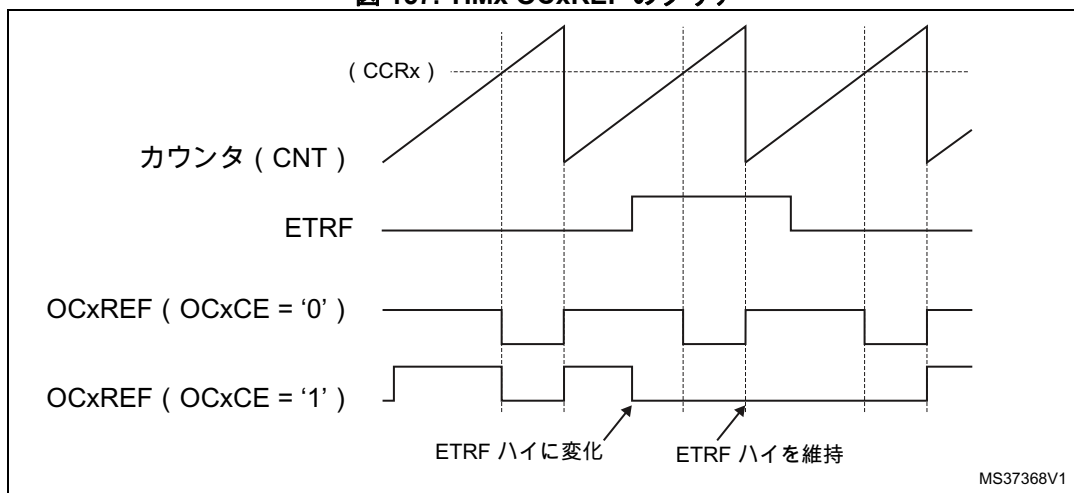 ( CCRx )
カウンタ ( CNT )
ETRF
OCxREF ( OCxCE = ‘0’ )
OCxREF ( OCxCE = ‘1’ )
ETRF ハイに変化
ETRF ハイを維持
MS37368V1